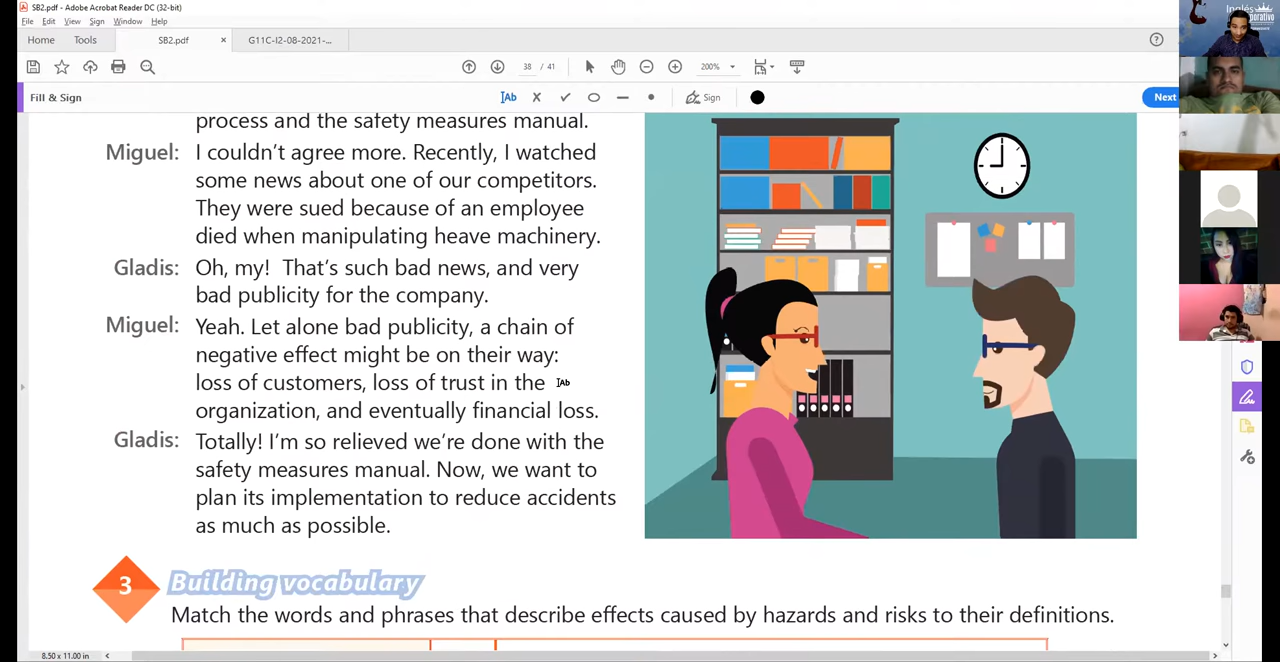 SB2.pdf - Adobe Acrobat Reader DC (32-bit)
File Edit View Sign Window Help
Home Tools SB2.pdf × G11C-I2-08-2021-...
38 / 41 200%
Fill & Sign Ab Sign Next
process and the safety measures manual.
Miguel: I couldn't agree more. Recently, I watched
some news about one of our competitors.
They were sued because of an employee
died when manipulating heave machinery.
Gladis: Oh, my! That's such bad news, and very
bad publicity for the company.
Miguel: Yeah. Let alone bad publicity, a chain of
negative effect might be on their way:
loss of customers, loss of trust in the
organization, and eventually financial loss.
Gladis: Totally! I'm so relieved we're done with the
safety measures manual. Now, we want to
plan its implementation to reduce accidents
as much as possible.
3 Building vocabulary
Match the words and phrases that describe effects caused by hazards and risks to their definitions.
8.50 x 11.00 in